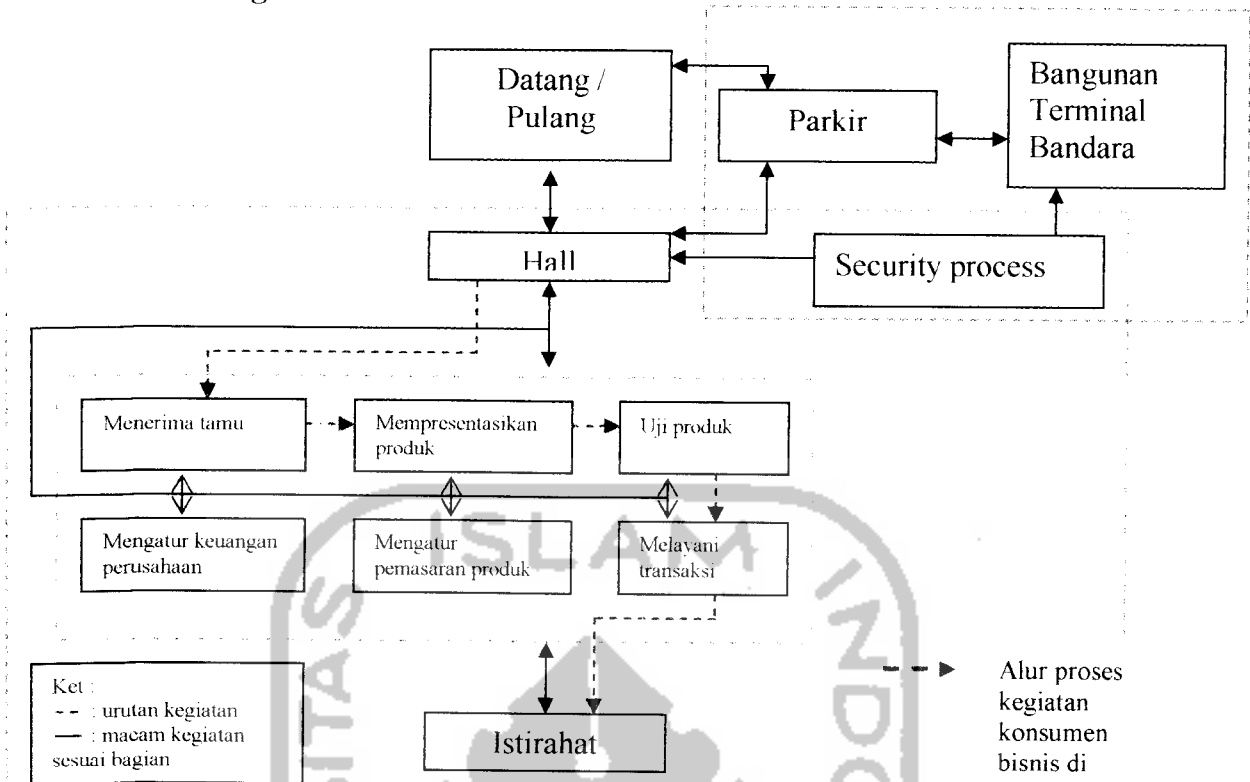 Datang /
Pulang
Parkir
Bangunan
Terminal
Bandara
Hall
Security process
Menerima tamu
Mempresentasikan
produk
Uji produk
Mengatur keuangan
perusahaan
Mengatur
pemasaran produk
Melayani
transaksi
Ket :
-- : urutan kegiatan
— : macam kegiatan
sesuai bagian
Istirahat
Alur proses
kegiatan
konsumen
bisnis di
ISLAM